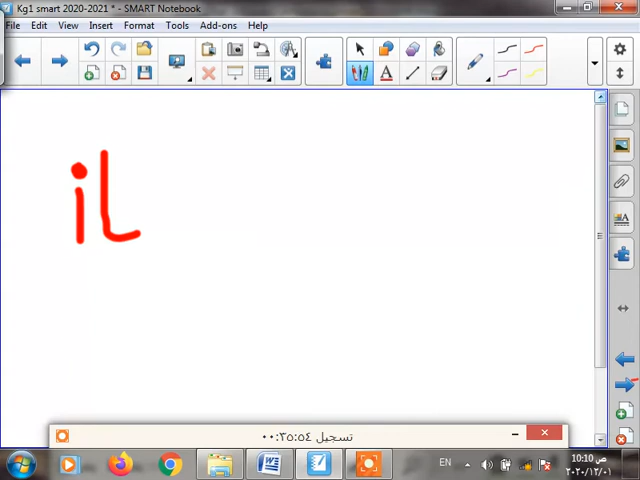 Kg1 smart 2020-2021 * - SMART Notebook
File Edit View Insert Format Tools Add-ons Help
il
تسجيل ٠٠:٣٥:٥٤
EN
10:10 ص
٢٠٢٠/١٢/٠١